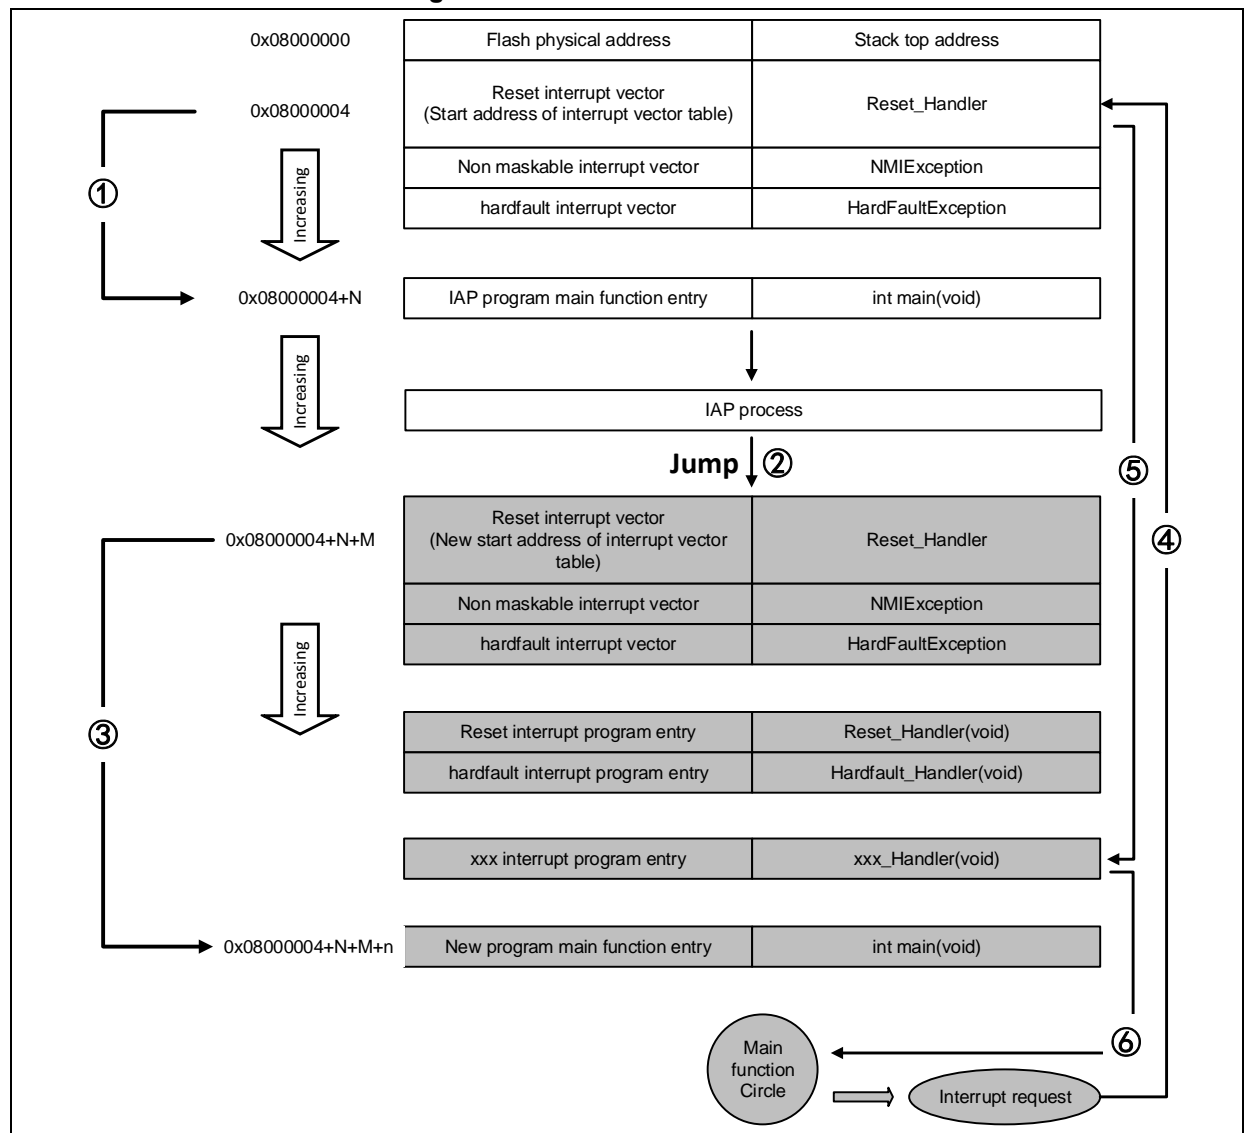 0x08000000
Flash physical address
Stack top address
0x08000004
Reset interrupt vector
(Start address of interrupt vector table)
Reset_Handler
Non maskable interrupt vector
NMIException
hardfault interrupt vector
HardFaultException
①
Increasing
0x08000004+N
IAP program main function entry
int main(void)
Increasing
IAP process
Jump ②
⑤
④
0x08000004+N+M
Reset interrupt vector
(New start address of interrupt vector
table)
Reset_Handler
Non maskable interrupt vector
NMIException
hardfault interrupt vector
HardFaultException
Increasing
③
Reset interrupt program entry
Reset_Handler(void)
hardfault interrupt program entry
Hardfault_Handler(void)
xxx interrupt program entry
xxx_Handler(void)
0x08000004+N+M+n
New program main function entry
int main(void)
⑥
Main
function
Circle
Interrupt request